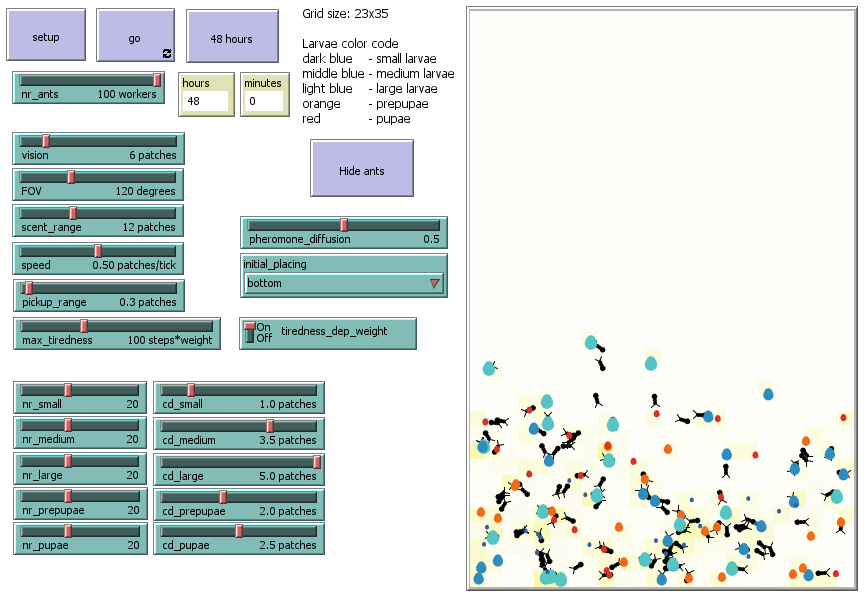 setup
go
48 hours
Grid size: 23x35
Larvae color code
dark blue - small larvae
middle blue - medium larvae
light blue - large larvae
orange - prepupae
red - pupae
nr_ants 100 workers
hours
48
minutes
0
vision 6 patches
FOV 120 degrees
scent_range 12 patches
speed 0.50 patches/tick
pickup_range 0.3 patches
max_tiredness 100 steps*weight
Hide ants
pheromone_diffusion 0.5
initial_placing
bottom
On
Off
tiredness_dep_weight
nr_small 20
cd_small 1.0 patches
nr_medium 20
cd_medium 3.5 patches
nr_large 20
cd_large 5.0 patches
nr_prepupae 20
cd_prepupae 2.0 patches
nr_pupae 20
cd_pupae 2.5 patches